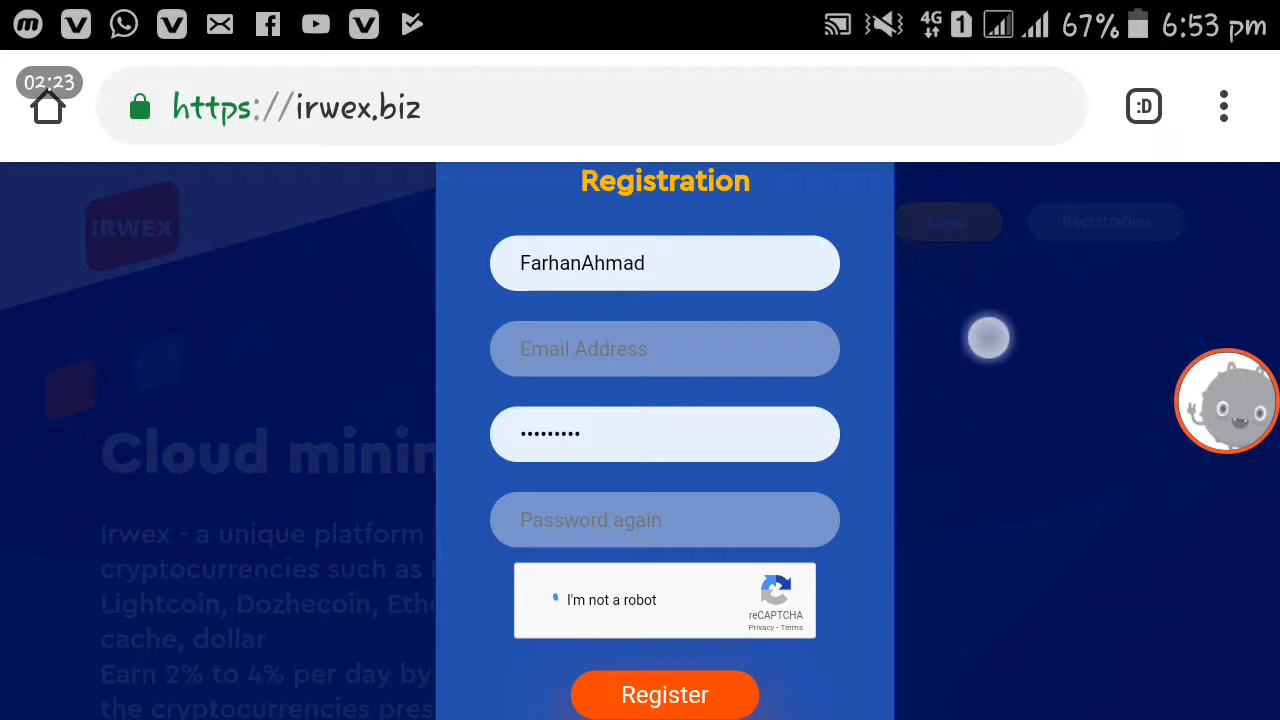 67% 6:53 pm
4G 1
02:23
https://irwex.biz
:D
Registration
IRWEX
Registration
FarhanAhmad
Email Address
•••••••••
Cloud minin
Password again
Irwex - a unique platform
cryptocurrencies such as
Lightcoin, Dozhecoin, Eth
cache, dollar
Earn 2% to 4% per day by
the cryptocurrencies pres
I'm not a robot
reCAPTCHA
Privacy - Terms
Register